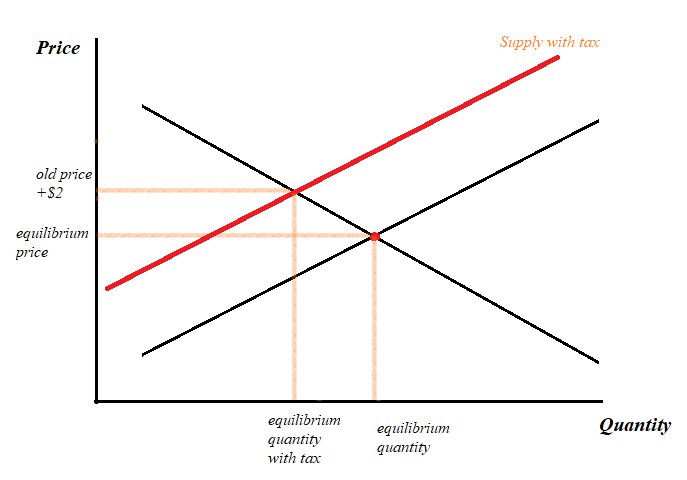 Price
Supply with tax
old price
+$2
equilibrium
price
equilibrium
quantity
with tax
equilibrium
quantity
Quantity